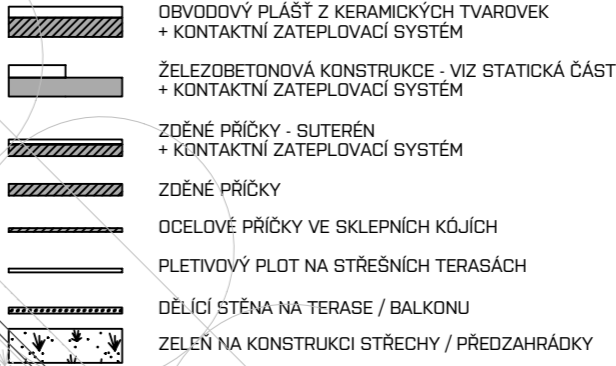 OBVODOVÝ PLÁŠŤ Z KERAMICKÝCH TVAROVEK
+ KONTAKTNÍ ZATEPLOVACÍ SYSTÉM
ŽELEZOBETONOVÁ KONSTRUKCE - VIZ STATICKÁ ČÁST
+ KONTAKTNÍ ZATEPLOVACÍ SYSTÉM
ZDĚNÉ PŘÍČKY - SUTERÉN
+ KONTAKTNÍ ZATEPLOVACÍ SYSTÉM
ZDĚNÉ PŘÍČKY
OCELOVÉ PŘÍČKY VE SKLEPNÍCH KÓJÍCH
PLETIVOVÝ PLOT NA STŘEŠNÍCH TERASÁCH
DĚLÍCÍ STĚNA NA TERASE / BALKONU
ZELEŇ NA KONSTRUKCI STŘECHY / PŘEDZAHRÁDKY